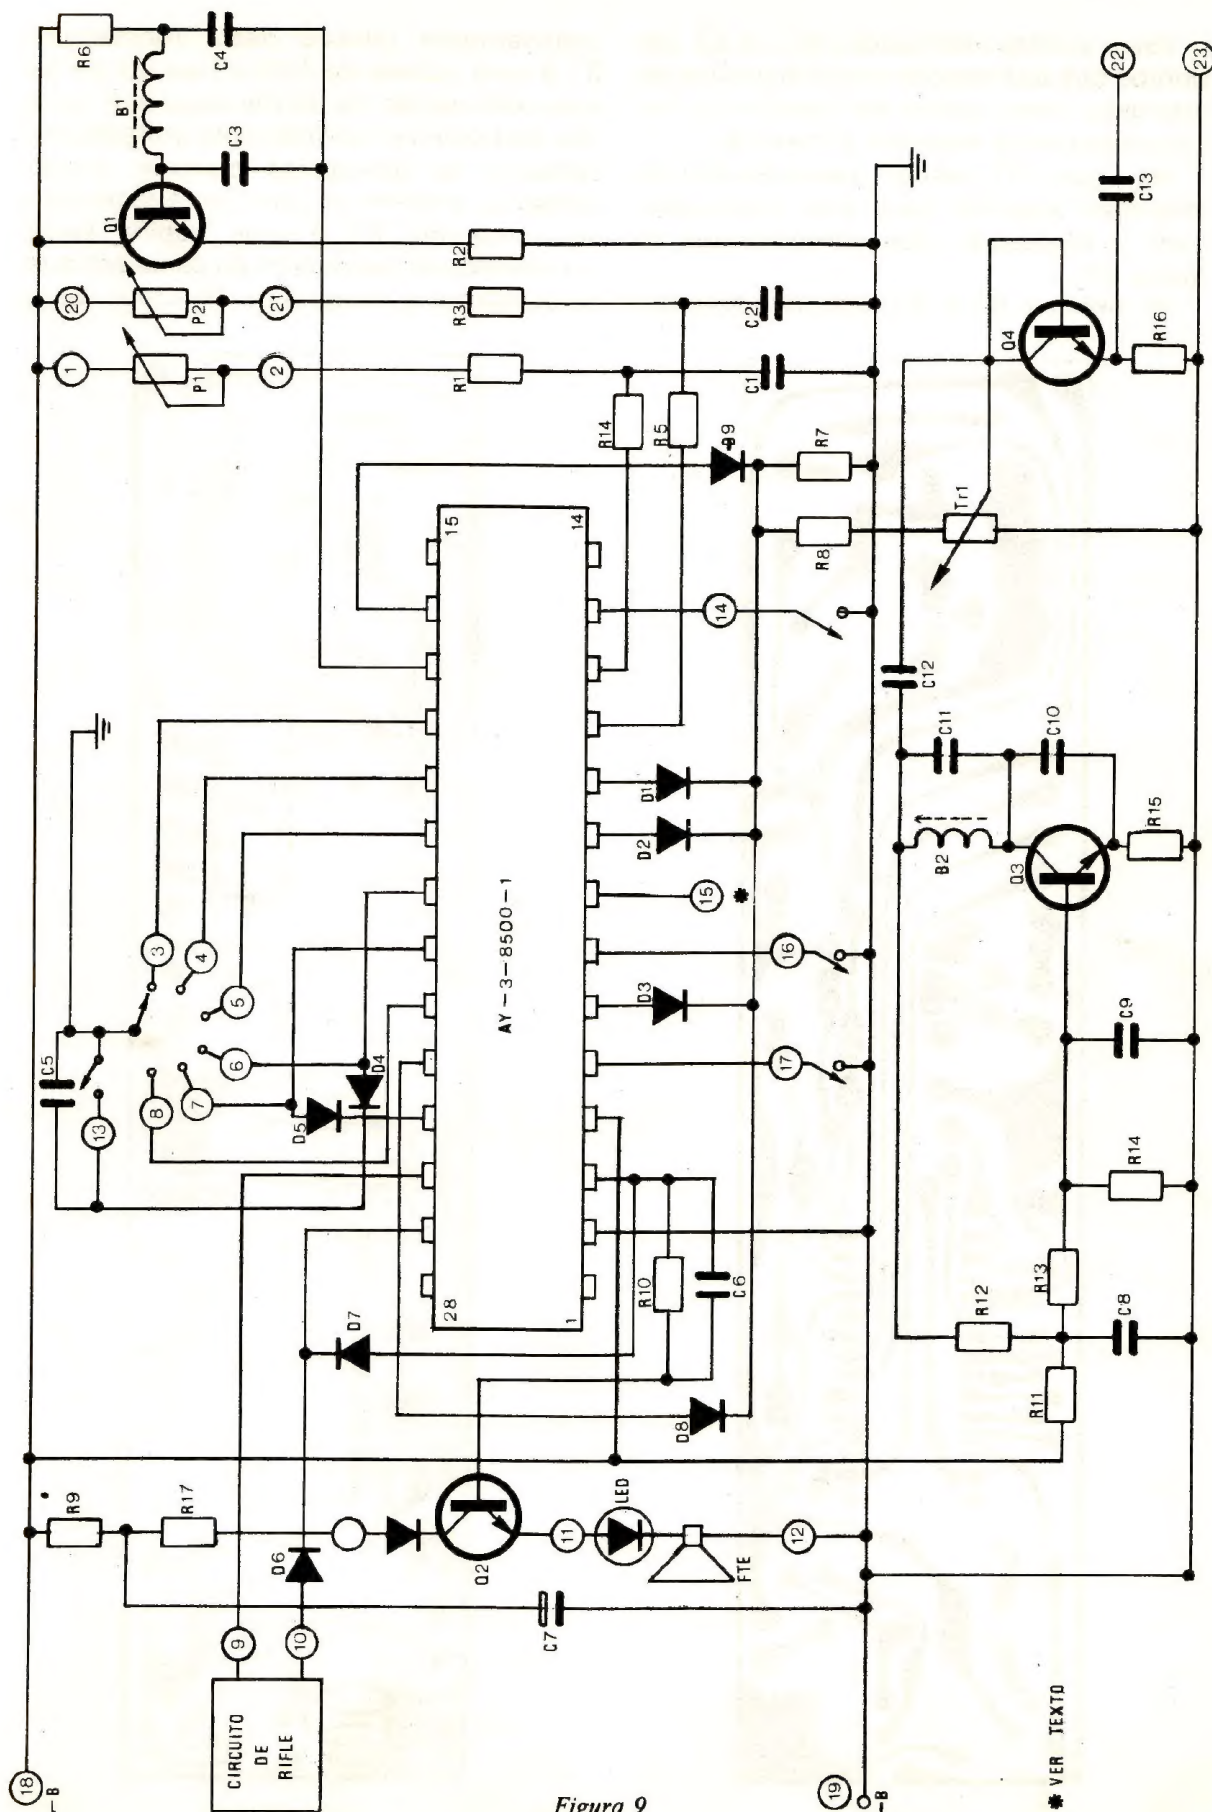 R6
C4
B1
C3
Q1
20
P2
21
R3
R2
C2
1
P1
2
R1
C1
R14
R5
D9
R7
R8
Tr1
Q4
R16
C13
22
23
15
14
14
C12
C11
C10
B2
Q3
R15
3
4
5
6
7
8
13
C5
D4
D5
AY-3-8500-1
D1
D2
15
*
16
D3
17
C9
R14
R13
R12
C8
R11
28
1
R10
C6
D7
D8
R9
R17
D6
Q2
11
LED
FTE
12
C7
9
10
CIRCUITO
DE
RIFLE
18
B
19
-B
* VER TEXTO
Figura 9